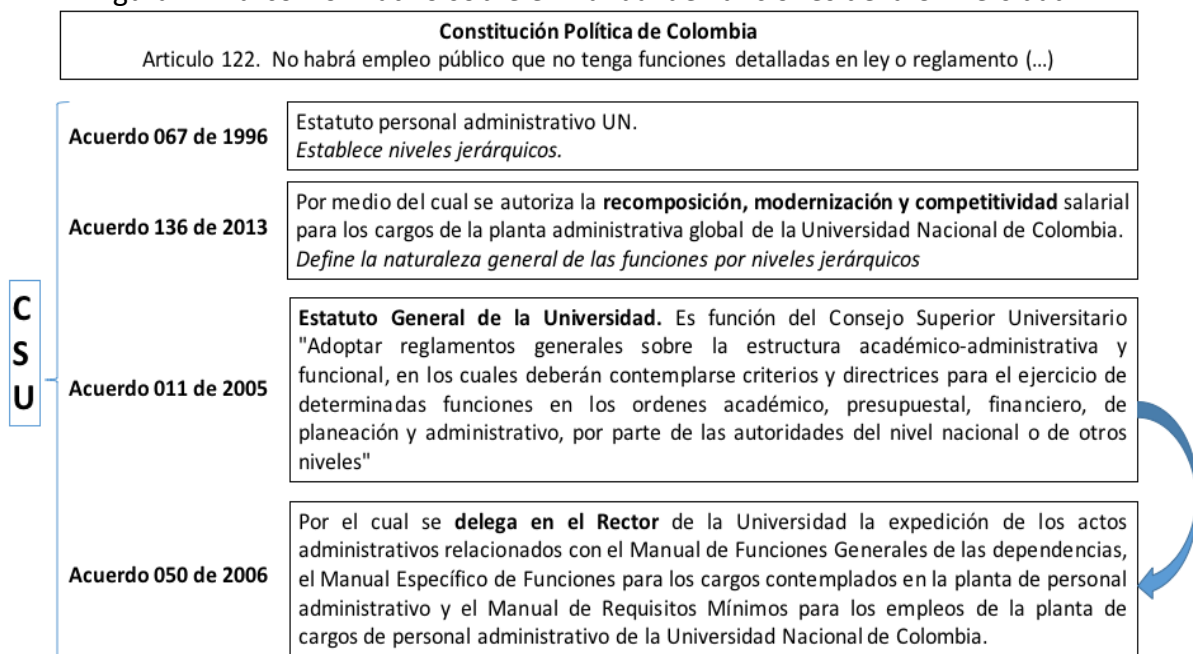 Constitución Política de Colombia
Articulo 122. No habrá empleo público que no tenga funciones detalladas en ley o reglamento (...)
C
S
U
Acuerdo 067 de 1996
Estatuto personal administrativo UN.
Establece niveles jerárquicos.
Acuerdo 136 de 2013
Por medio del cual se autoriza la recomposición, modernización y competitividad salarial
para los cargos de la planta administrativa global de la Universidad Nacional de Colombia.
Define la naturaleza general de las funciones por niveles jerárquicos
Acuerdo 011 de 2005
Estatuto General de la Universidad. Es función del Consejo Superior Universitario
"Adoptar reglamentos generales sobre la estructura académico-administrativa y
funcional, en los cuales deberán contemplarse criterios y directrices para el ejercicio de
determinadas funciones en los ordenes académico, presupuestal, financiero, de
planeación y administrativo, por parte de las autoridades del nivel nacional o de otros
niveles"
Acuerdo 050 de 2006
Por el cual se delega en el Rector de la Universidad la expedición de los actos
administrativos relacionados con el Manual de Funciones Generales de las dependencias,
el Manual Específico de Funciones para los cargos contemplados en la planta de personal
administrativo y el Manual de Requisitos Mínimos para los empleos de la planta de
cargos de personal administrativo de la Universidad Nacional de Colombia.